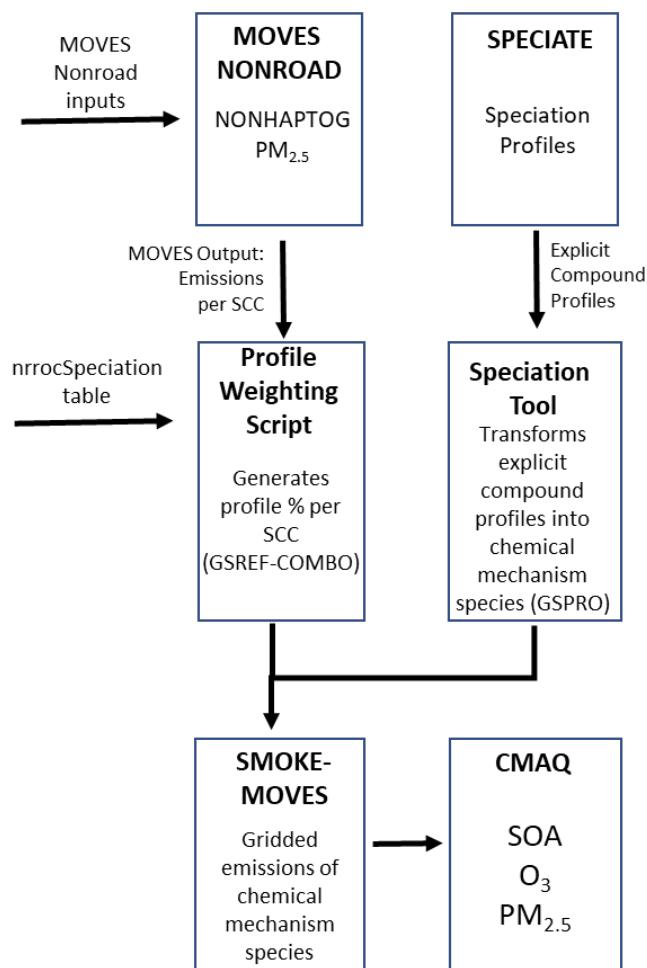 MOVES
Nonroad
inputs
MOVES
NONROAD
NONHAPTOG
PM2.5
SPECIATE
Speciation
Profiles
MOVES Output:
Emissions
per SCC
Explicit
Compound
Profiles
nrrocSpeciation
table
Profile
Weighting
Script
Generates
profile % per
SCC
(GSREF-COMBO)
Speciation
Tool
Transforms
explicit
compound
profiles into
chemical
mechanism
species (GSPRO)
SMOKE-
MOVES
Gridded
emissions of
chemical
mechanism
species
CMAQ
SOA
O3
PM2.5